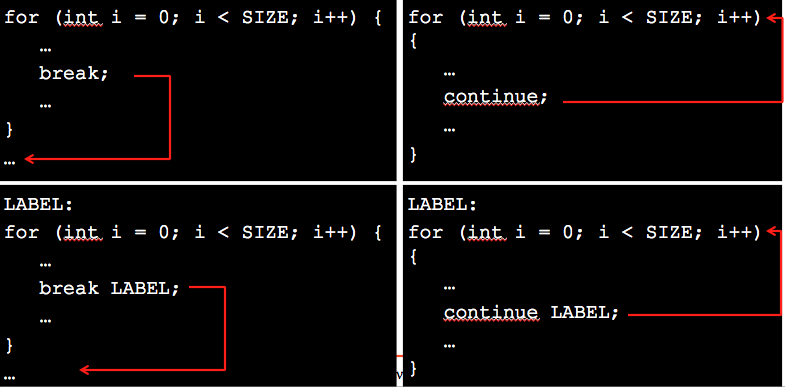 for (int i = 0; i < SIZE; i++) {
…
break;
…
}
…
for (int i = 0; i < SIZE; i++)
{
…
continue;
…
}
LABEL:
for (int i = 0; i < SIZE; i++) {
…
break LABEL;
…
}
…
LABEL:
for (int i = 0; i < SIZE; i++)
{
…
continue LABEL;
…
}